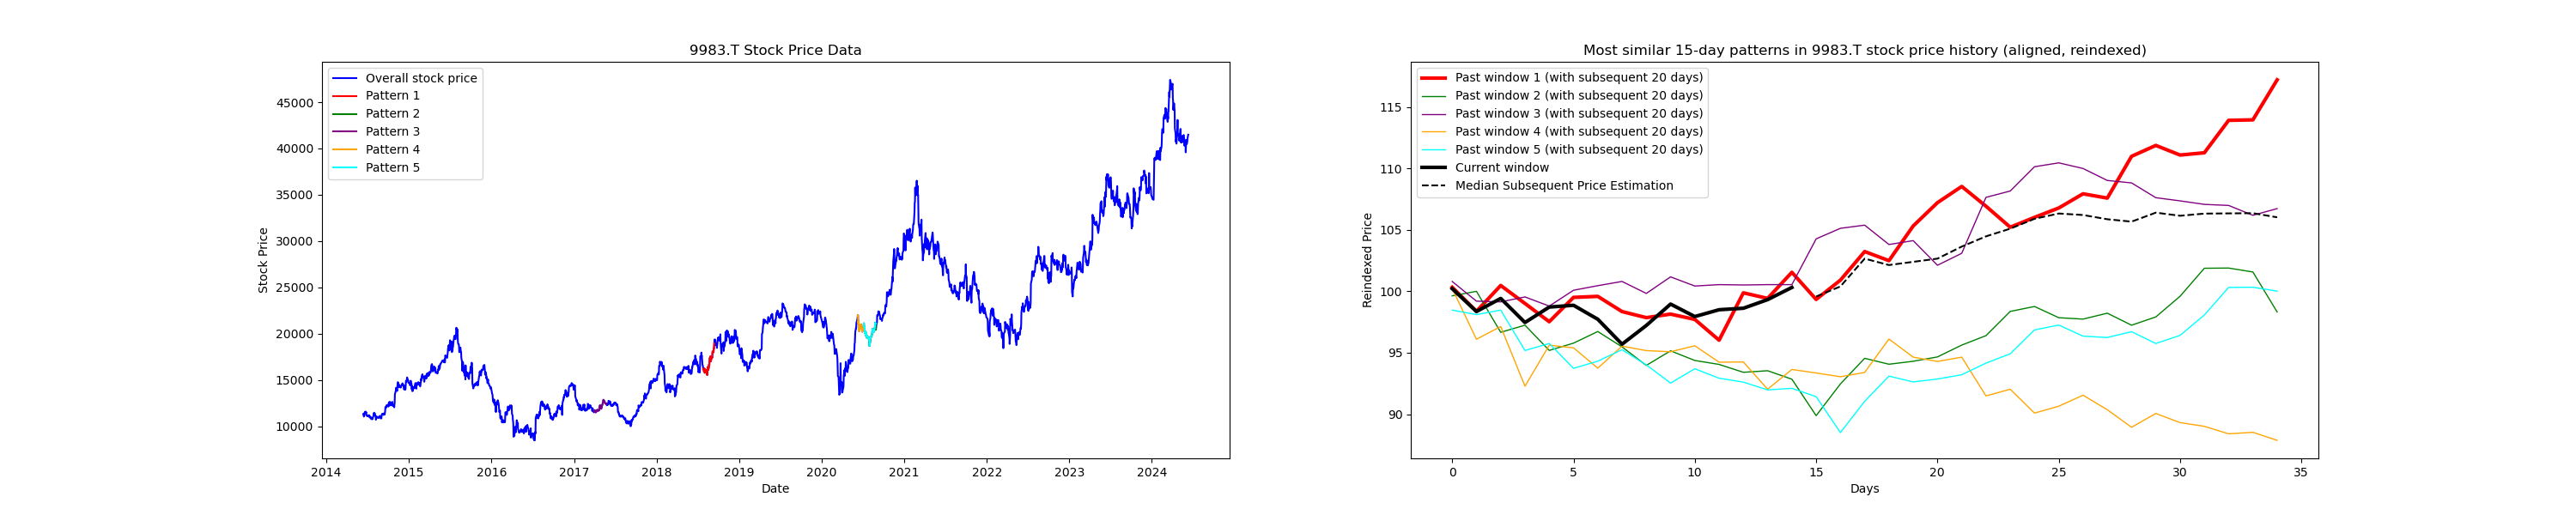 9983.T Stock Price Data
Overall stock price
Pattern 1
Pattern 2
Pattern 3
Pattern 4
Pattern 5
Stock Price
45000
40000
35000
30000
25000
20000
15000
10000
2014 2015 2016 2017 2018 2019 2020 2021 2022 2023 2024
Date
Most similar 15-day patterns in 9983.T stock price history (aligned, reindexed)
Past window 1 (with subsequent 20 days)
Past window 2 (with subsequent 20 days)
Past window 3 (with subsequent 20 days)
Past window 4 (with subsequent 20 days)
Past window 5 (with subsequent 20 days)
Current window
Median Subsequent Price Estimation
Reindexed Price
115
110
105
100
95
90
0 5 10 15 20 25 30 35
Days